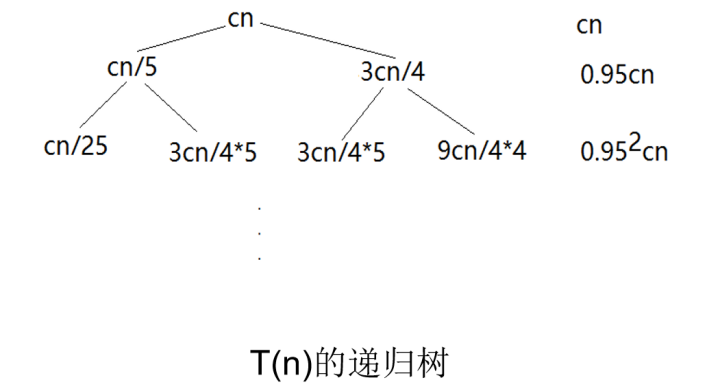 cn cn
cn/5 3cn/4 0.95cn
cn/25 3cn/4*5 3cn/4*5 9cn/4*4 0.95²cn
T(n)的递归树